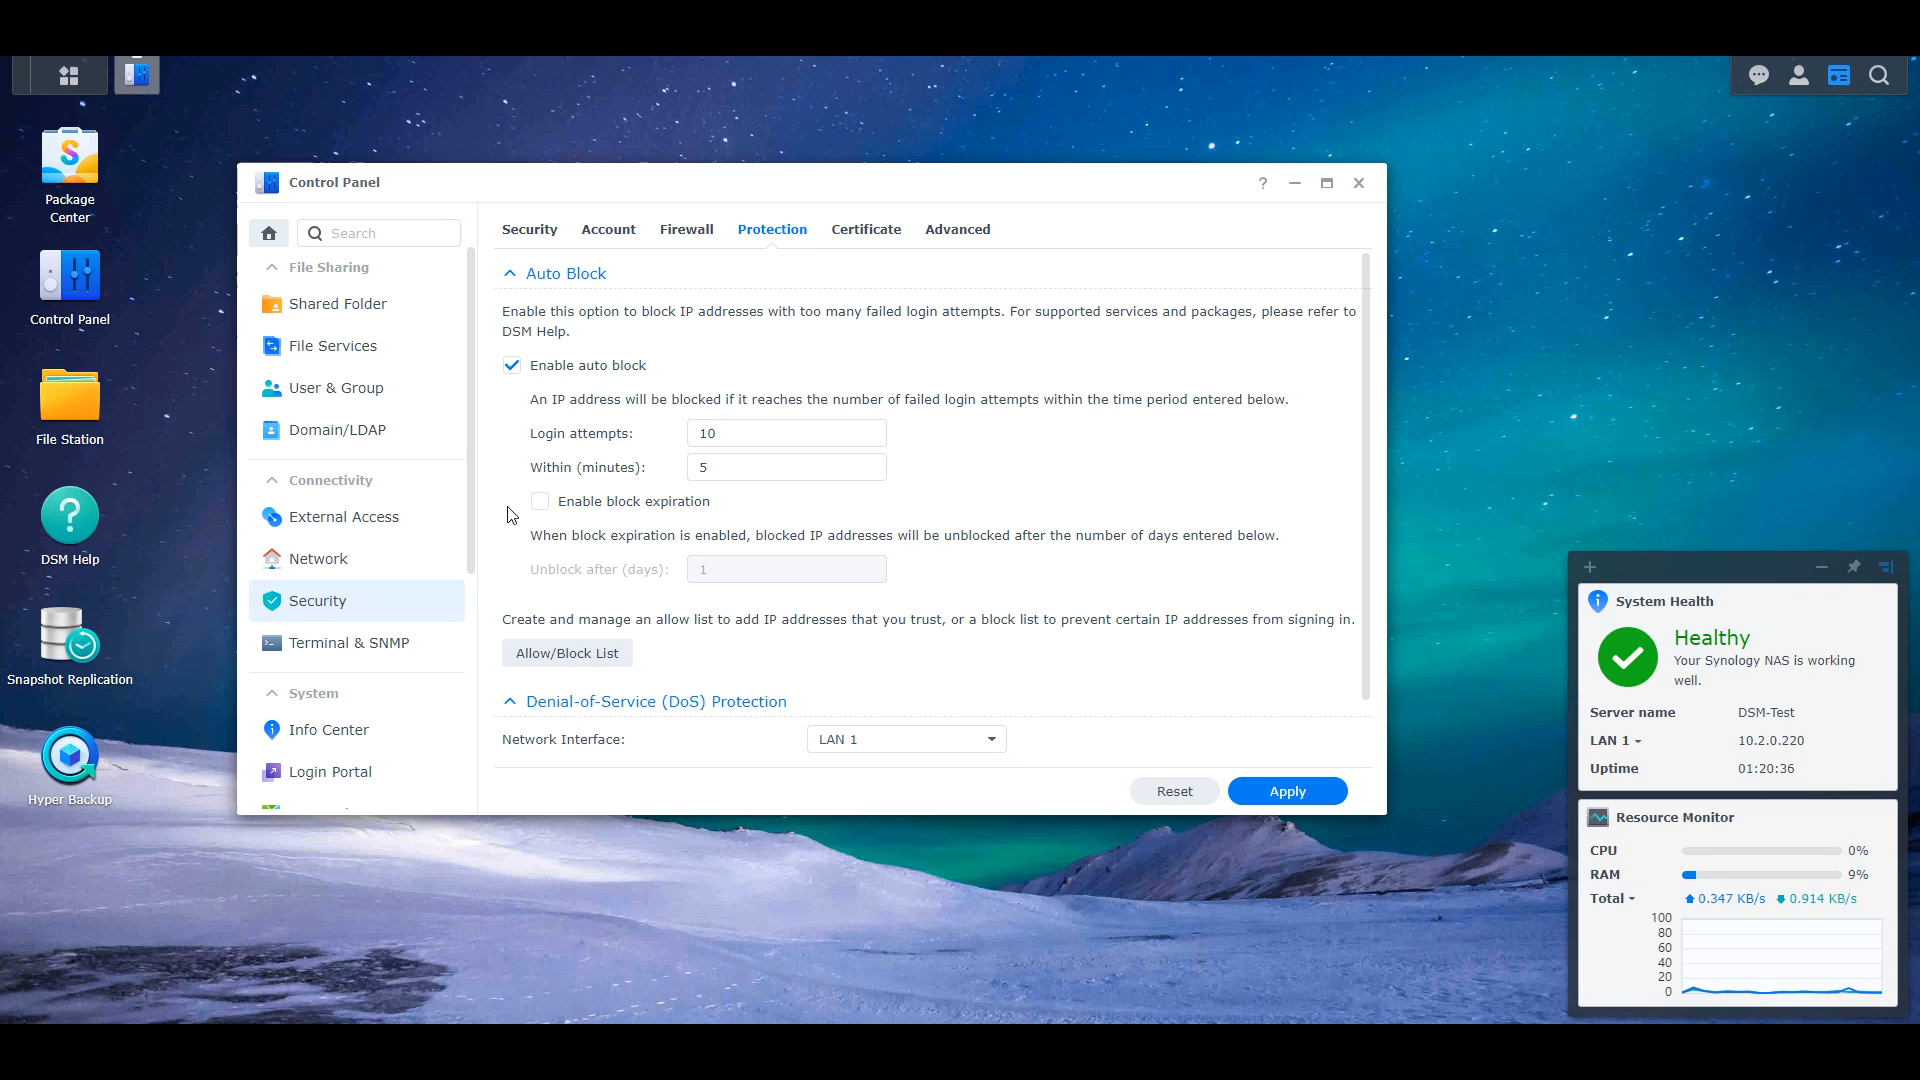 Package
Center
Control Panel
File Station
DSM Help
Snapshot Replication
Hyper Backup
Control Panel
Search
File Sharing
Shared Folder
File Services
User & Group
Domain/LDAP
Connectivity
External Access
Network
Security
Terminal & SNMP
System
Info Center
Login Portal
Security Account Firewall Protection Certificate Advanced
Auto Block
Enable this option to block IP addresses with too many failed login attempts. For supported services and packages, please refer to
DSM Help.
Enable auto block
An IP address will be blocked if it reaches the number of failed login attempts within the time period entered below.
Login attempts: 10
Within (minutes): 5
Enable block expiration
When block expiration is enabled, blocked IP addresses will be unblocked after the number of days entered below.
Unblock after (days): 1
Create and manage an allow list to add IP addresses that you trust, or a block list to prevent certain IP addresses from signing in.
Allow/Block List
Denial-of-Service (DoS) Protection
Network Interface: LAN 1
Reset Apply
System Health
Healthy
Your Synology NAS is working
well.
Server name DSM-Test
LAN 1 10.2.0.220
Uptime 01:20:36
Resource Monitor
CPU 0%
RAM 9%
Total 0.347 KB/s 0.914 KB/s
100
80
60
40
20
0